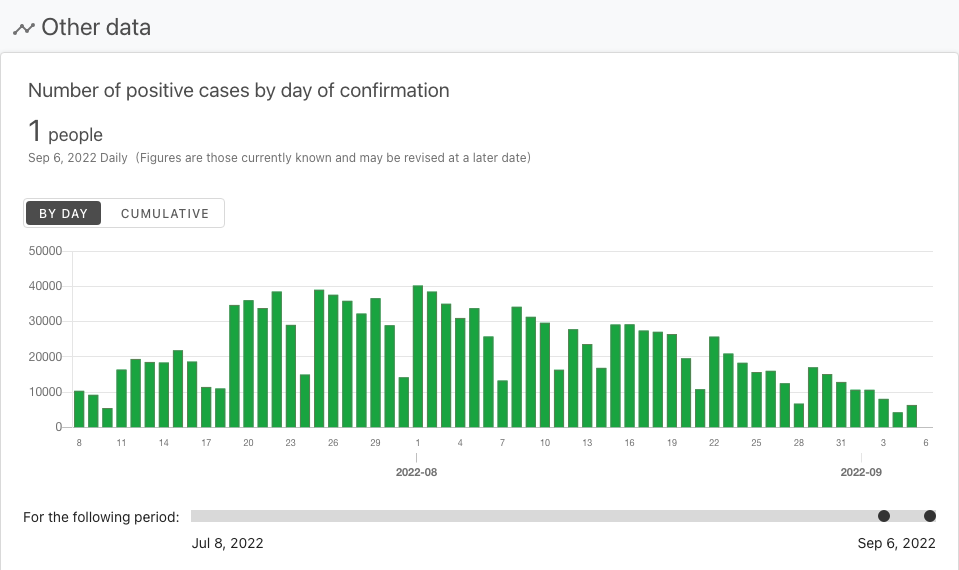 Other data
Number of positive cases by day of confirmation
1 people
Sep 6, 2022 Daily (Figures are those currently known and may be revised at a later date)
BY DAY CUMULATIVE
50000
40000
30000
20000
10000
0
8 11 14 17 20 23 26 29 1 4 7 10 13 16 19 22 25 28 31 3 6
2022-08 2022-09
For the following period:
Jul 8, 2022 Sep 6, 2022